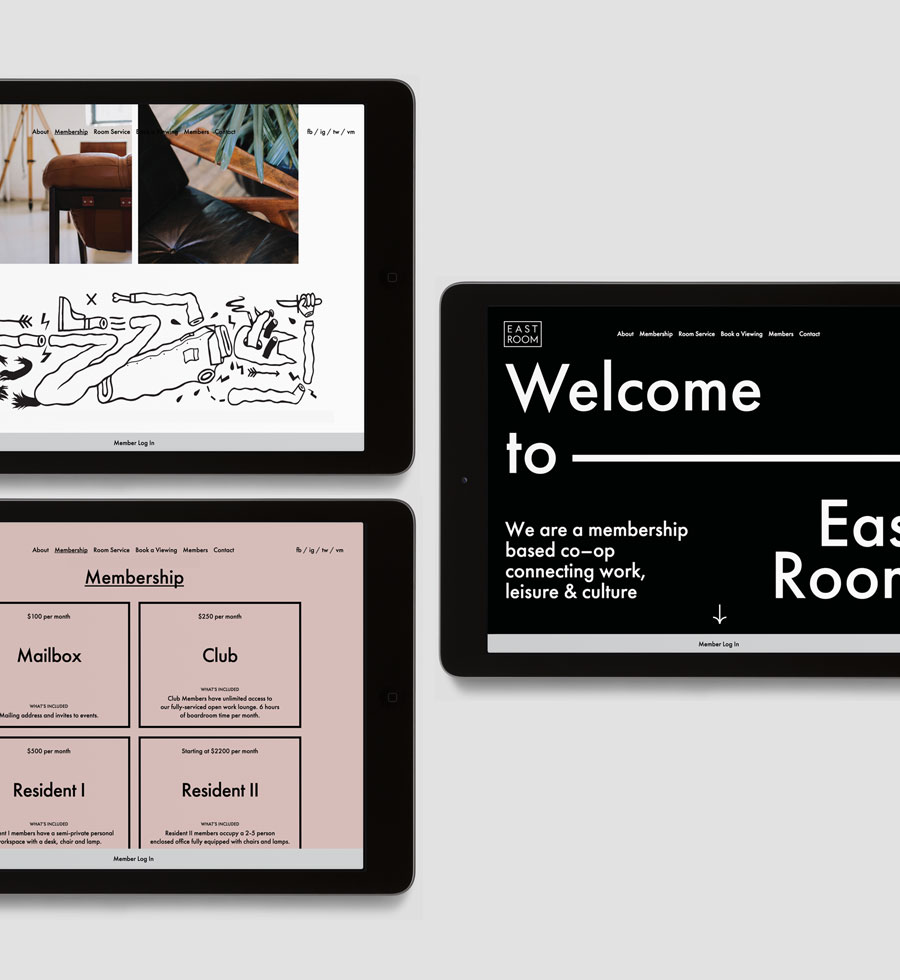 About Membership Room Service Book a Viewing Members Contact fb / ig / tw / vm
Member Log In
About Membership Room Service Book a Viewing Members Contact fb / ig / tw / vm
Membership
$100 per month
Mailbox
WHAT'S INCLUDED
Mailing address and invites to events.
$250 per month
Club
WHAT'S INCLUDED
Club Members have unlimited access to
our fully-serviced open work lounge. 6 hours
of boardroom time per month.
$500 per month
Resident I
WHAT'S INCLUDED
ent I members have a semi-private personal
orkspace with a desk, chair and lamp.
Starting at $2200 per month
Resident II
WHAT'S INCLUDED
Resident II members occupy a 2-5 person
enclosed office fully equipped with chairs and lamps.
Member Log In
EAST
ROOM
About Membership Room Service Book a Viewing Members Contact
Welcome
to
Eas
Roor
We are a membership
based co–op
connecting work,
leisure & culture
Member Log In